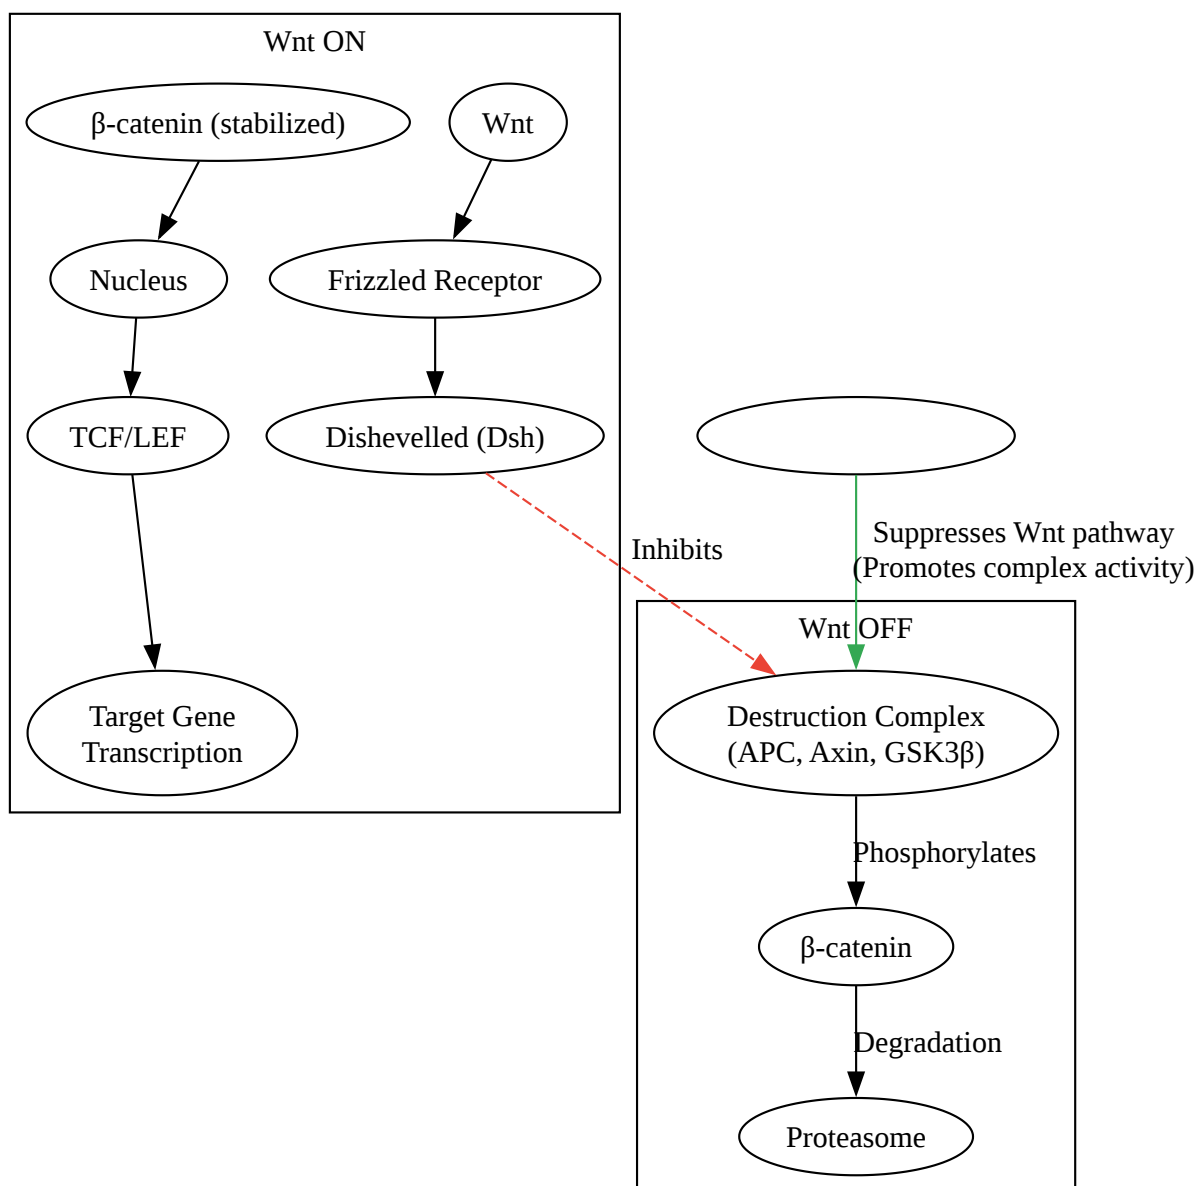 Wnt ON
β-catenin (stabilized)
Wnt
Nucleus
Frizzled Receptor
TCF/LEF
Dishevelled (Dsh)
Inhibits
Suppresses Wnt pathway
(Promotes complex activity)
Wnt OFF
Target Gene
Transcription
Destruction Complex
(APC, Axin, GSK3β)
Phosphorylates
β-catenin
Degradation
Proteasome